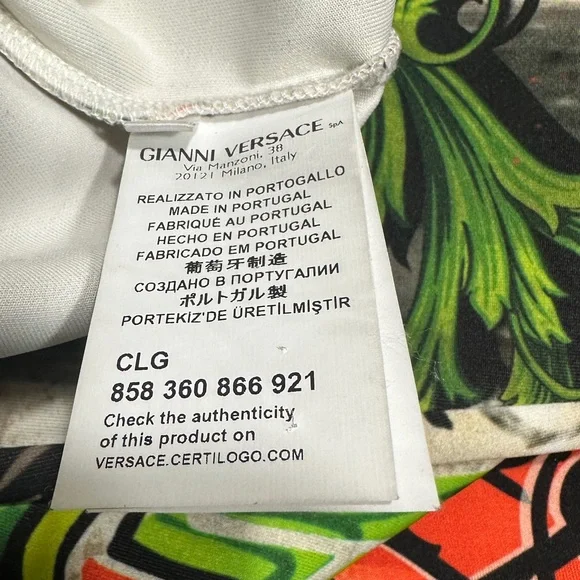 GIANNI VERSACE SpA
Via Manzoni, 38
20121 Milano, Italy
REALIZZATO IN PORTOGALLO
MADE IN PORTUGAL
FABRIQUÉ AU PORTUGAL
HECHO EN PORTUGAL
FABRICADO EM PORTUGAL
葡萄牙制造
СОЗДАНО В ПОРТУГАЛИИ
ポルトガル製
PORTEKİZ'DE ÜRETİLMİŞTİR
CLG
858 360 866 921
Check the authenticity
of this product on
VERSACE.CERTILOGO.COM